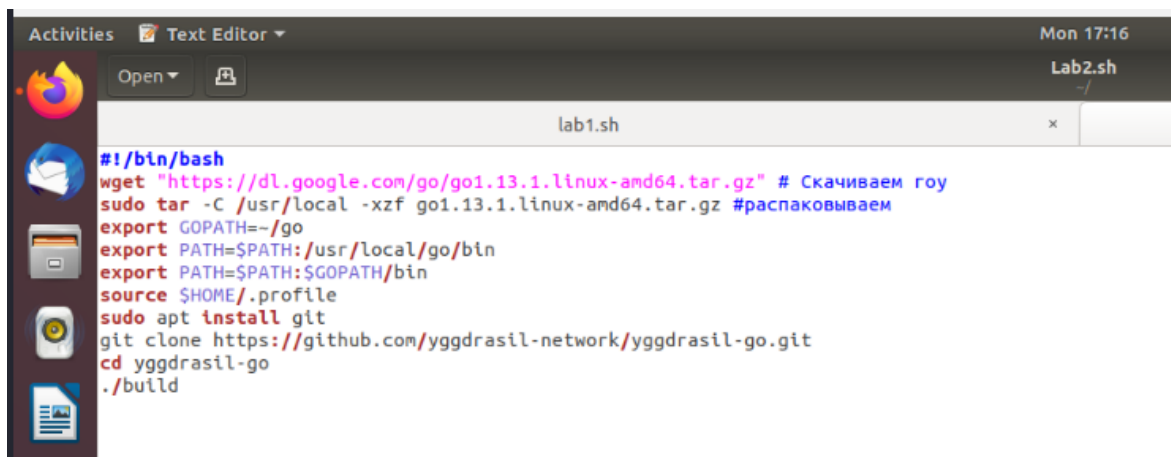 Activities Text Editor Mon 17:16
Open Lab2.sh
~/
lab1.sh ×
#!/bin/bash
wget "https://dl.google.com/go/go1.13.1.linux-amd64.tar.gz" # Скачиваем гоу
sudo tar -C /usr/local -xzf go1.13.1.linux-amd64.tar.gz #распаковываем
export GOPATH=~/go
export PATH=$PATH:/usr/local/go/bin
export PATH=$PATH:$GOPATH/bin
source $HOME/.profile
sudo apt install git
git clone https://github.com/yggdrasil-network/yggdrasil-go.git
cd yggdrasil-go
./build